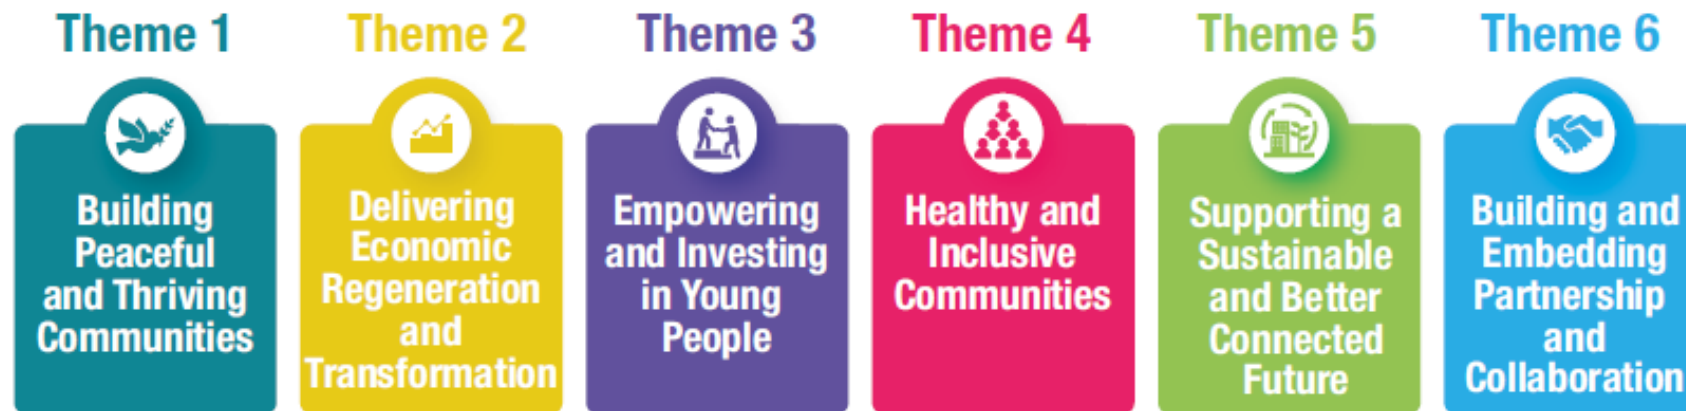 Theme 1
Building
Peaceful
and Thriving
Communities
Theme 2
Delivering
Economic
Regeneration
and
Transformation
Theme 3
Empowering
and Investing
in Young
People
Theme 4
Healthy and
Inclusive
Communities
Theme 5
Supporting a
Sustainable
and Better
Connected
Future
Theme 6
Building and
Embedding
Partnership
and
Collaboration